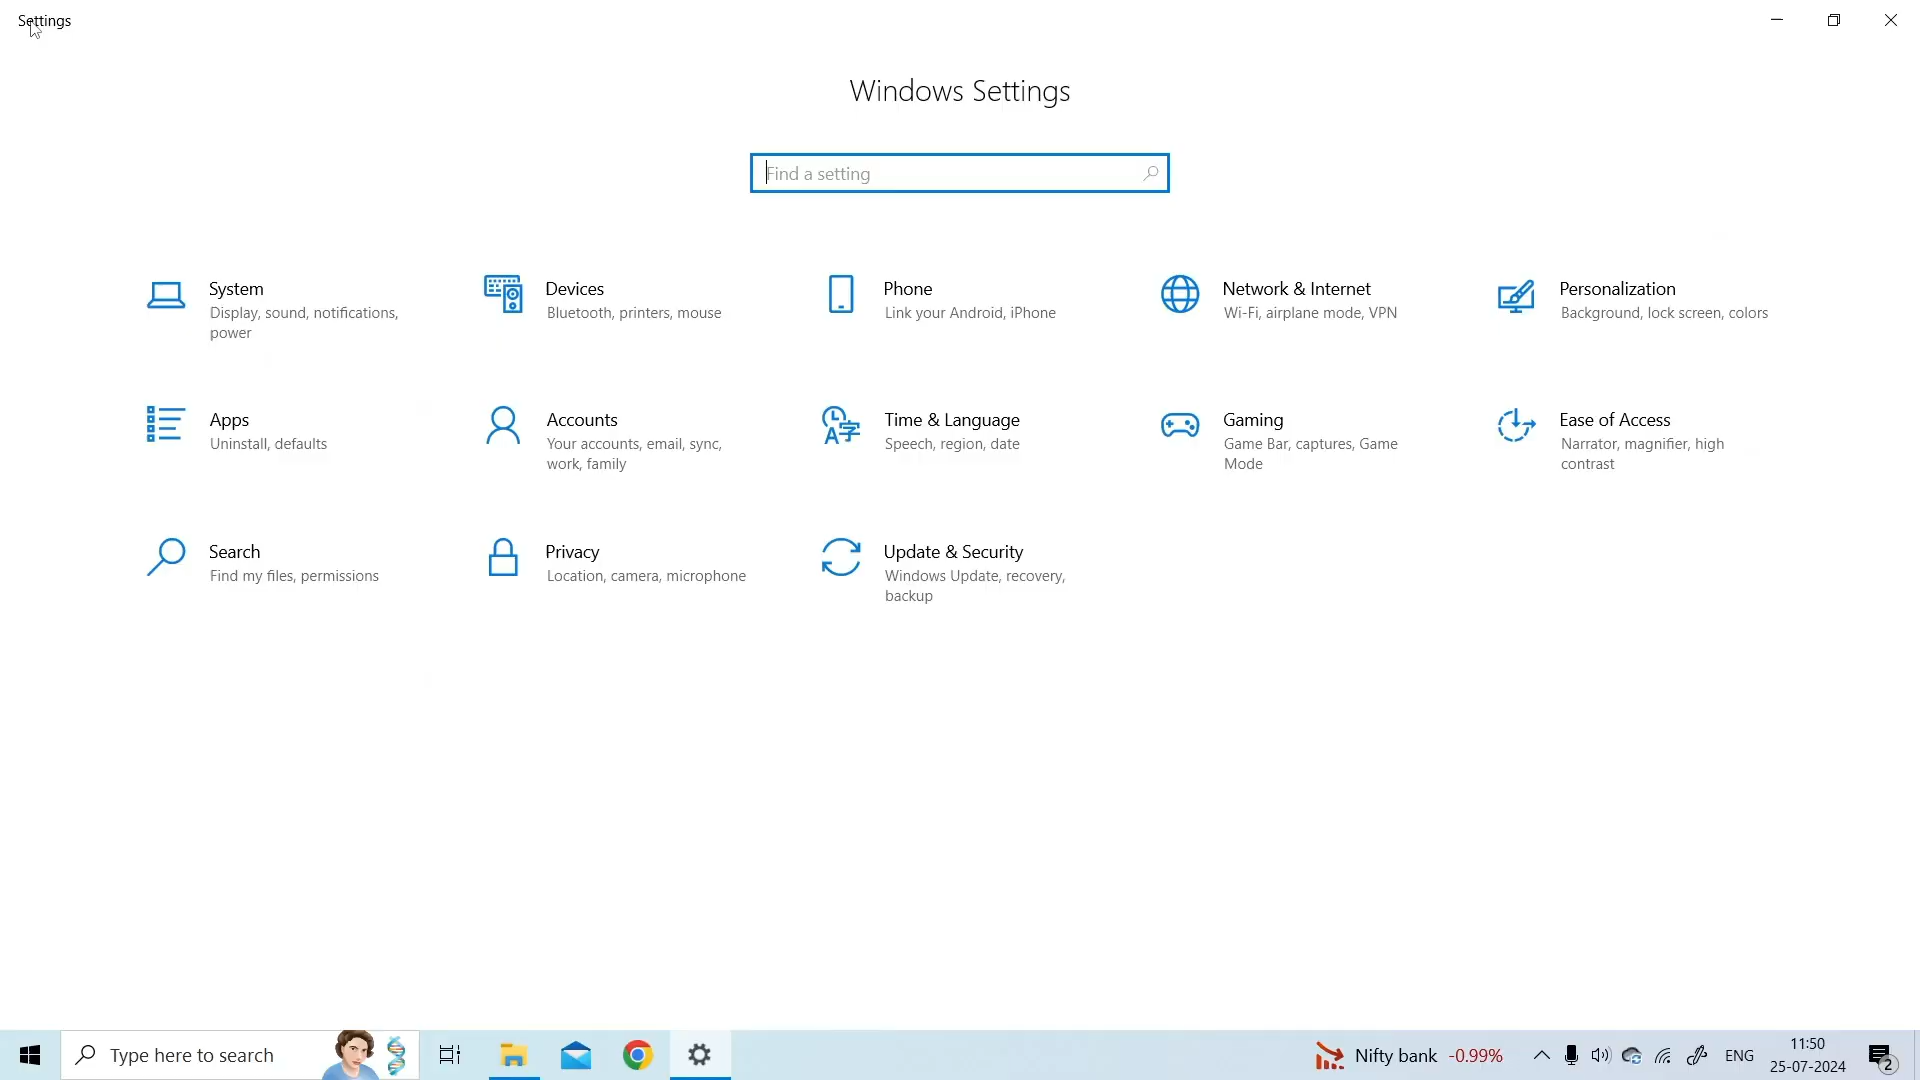 Settings
Windows Settings
Find a setting
System
Display, sound, notifications,
power
Devices
Bluetooth, printers, mouse
Phone
Link your Android, iPhone
Network & Internet
Wi-Fi, airplane mode, VPN
Personalization
Background, lock screen, colors
Apps
Uninstall, defaults
Accounts
Your accounts, email, sync,
work, family
Time & Language
Speech, region, date
Gaming
Game Bar, captures, Game
Mode
Ease of Access
Narrator, magnifier, high
contrast
Search
Find my files, permissions
Privacy
Location, camera, microphone
Update & Security
Windows Update, recovery,
backup
Type here to search
Nifty bank -0.99%
ENG
11:50
25-07-2024
2